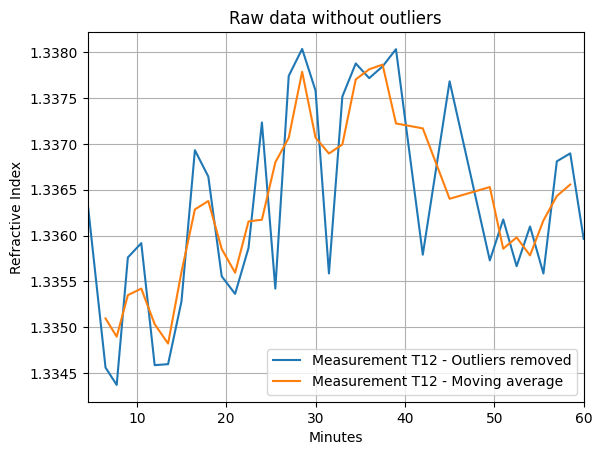 Raw data without outliers
1.3380
1.3375
1.3370
1.3365
1.3360
1.3355
1.3350
1.3345
Refractive Index
Measurement T12 - Outliers removed
Measurement T12 - Moving average
10 20 30 40 50 60
Minutes